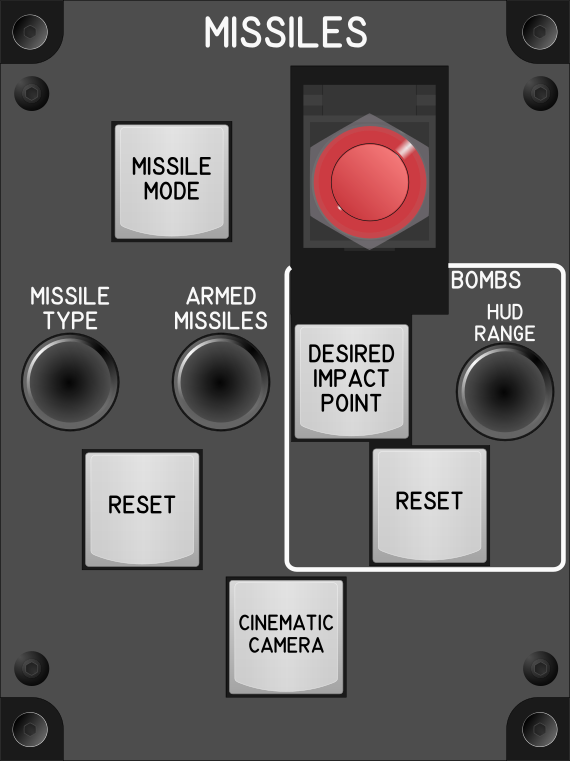 MISSILES
MISSILE
MODE
MISSILE
TYPE
ARMED
MISSILES
BOMBS
HUD
RANGE
DESIRED
IMPACT
POINT
RESET
RESET
CINEMATIC
CAMERA